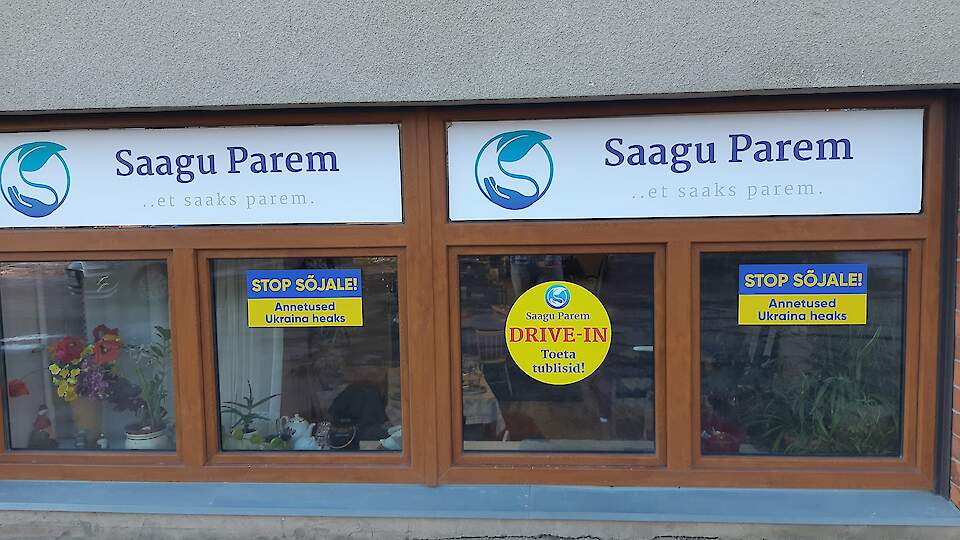 Saagu Parem
..et saaks parem.
Saagu Parem
..et saaks parem.
STOP SÕJALE!
Annetused
Ukraina heaks
Saagu Parem
DRIVE-IN
Toeta
tublisid!
STOP SÕJALE!
Annetused
Ukraina heaks